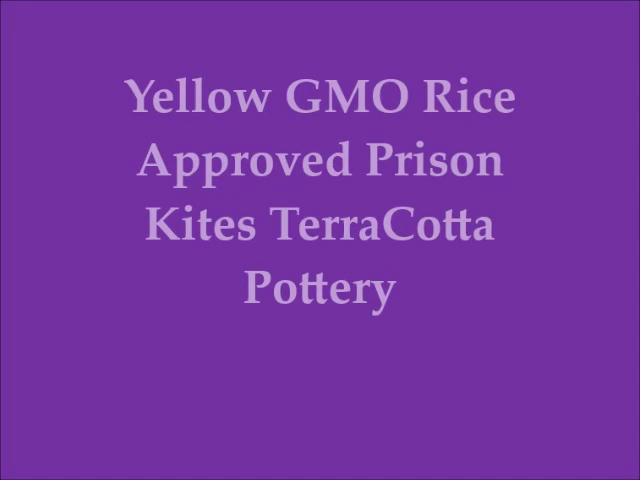 Yellow GMO Rice
Approved Prison
Kites TerraCotta
Pottery